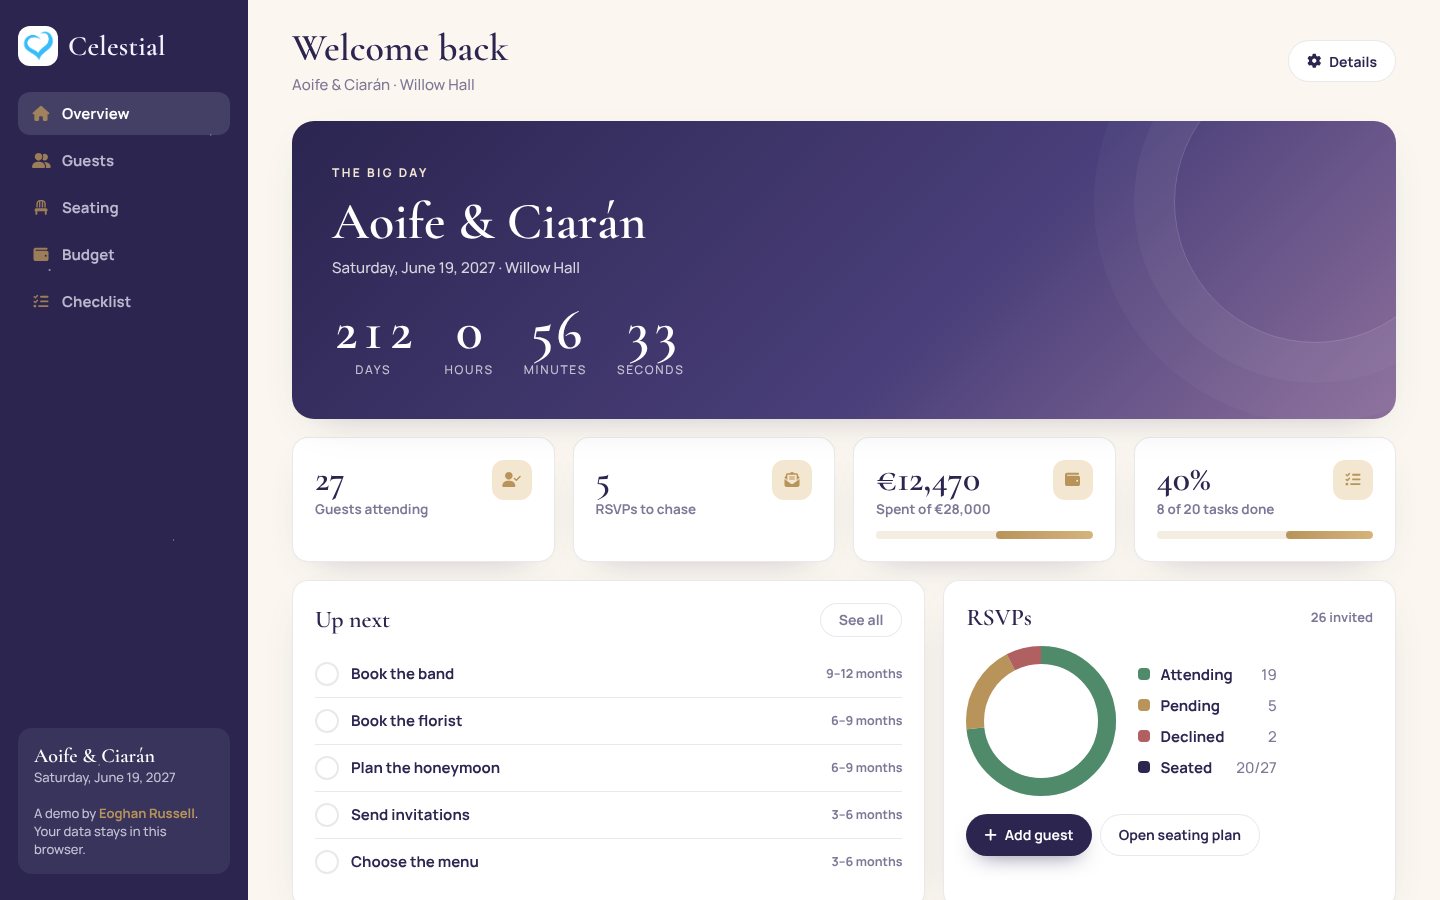 Celestial
Overview
Guests
Seating
Budget
Checklist
Aoife & Ciarán
Saturday, June 19, 2027
A demo by Eoghan Russell.
Your data stays in this
browser.
Welcome back
Aoife & Ciarán · Willow Hall
Details
THE BIG DAY
Aoife & Ciarán
Saturday, June 19, 2027 · Willow Hall
212 0 56 33
DAYS HOURS MINUTES SECONDS
27
Guests attending
5
RSVPs to chase
€12,470
Spent of €28,000
40%
8 of 20 tasks done
Up next
See all
Book the band 9–12 months
Book the florist 6–9 months
Plan the honeymoon 6–9 months
Send invitations 3–6 months
Choose the menu 3–6 months
RSVPs
26 invited
Attending 19
Pending 5
Declined 2
Seated 20/27
Add guest
Open seating plan